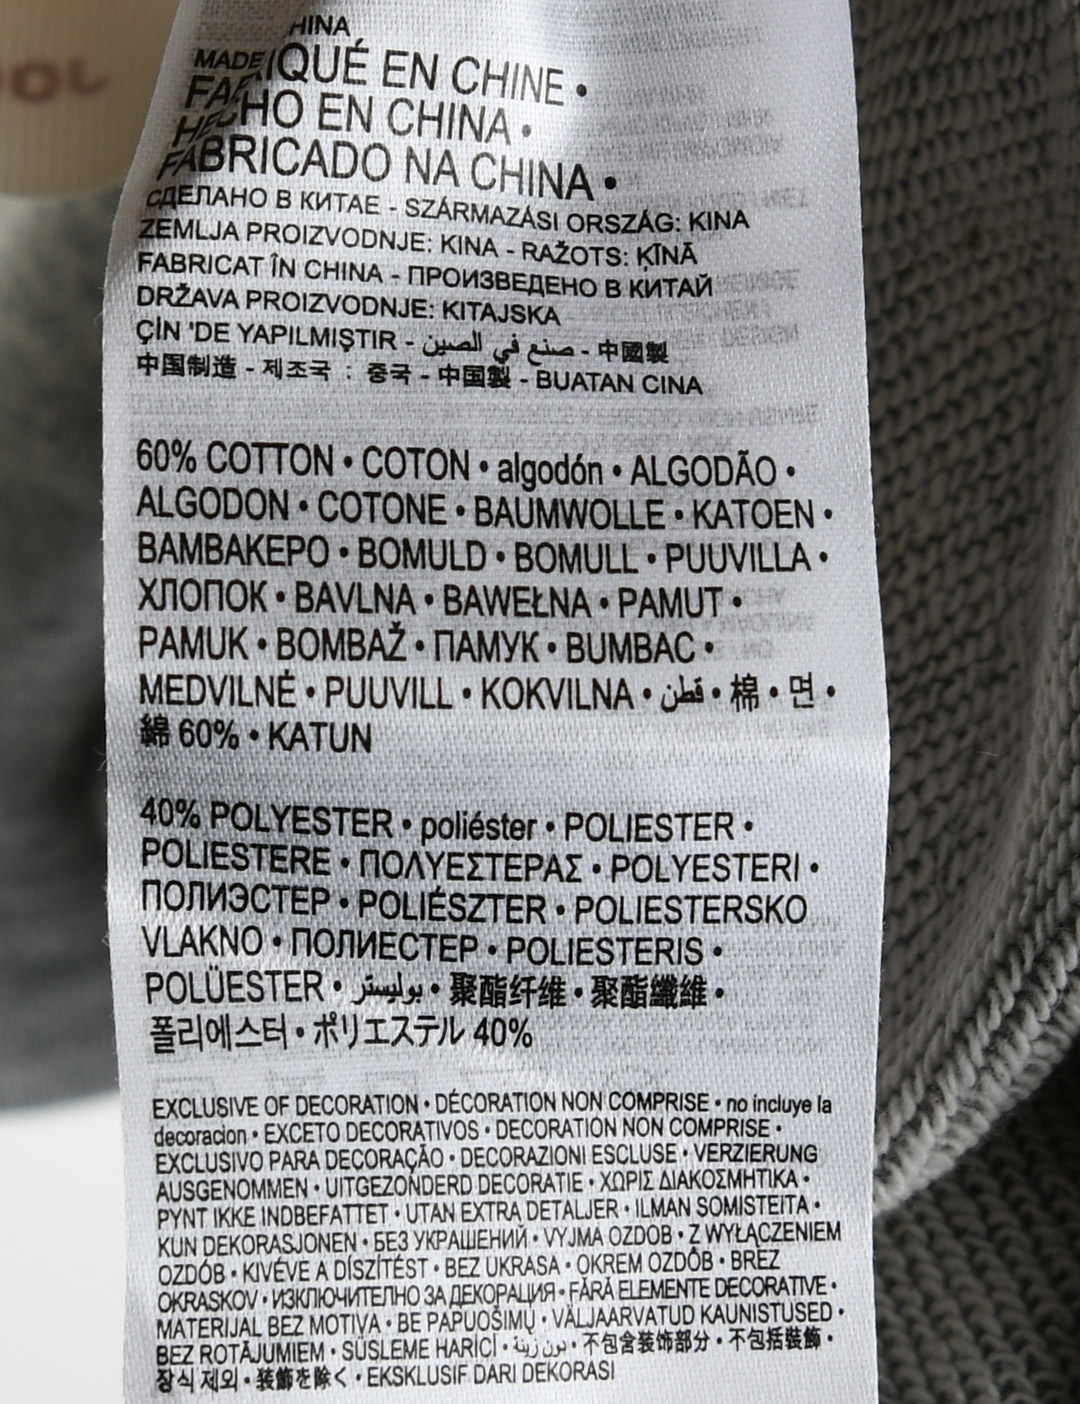 MADE
FABRIQUÉ EN CHINE •
HECHO EN CHINA •
FABRICADO NA CHINA •
СДЕЛАНО В КИТАЕ - SZÁRMAZÁSI ORSZÁG: KINA
ZEMLJA PROIZVODNJE: KINA - RAŽOTS: ĶĪNĀ
FABRICAT ÎN CHINA - ПРОИЗВЕДЕНО В КИТАЙ
DRŽAVA PROIZVODNJE: KITAJSKA
ÇİN 'DE YAPILMIŞTIR - صنع في الصين - 中國製
中国制造 - 제조국 : 중국 - 中国製 - BUATAN CINA
60% COTTON • COTON • algodón • ALGODÃO •
ALGODON • COTONE • BAUMWOLLE • KATOEN •
BAMBAKEPO • BOMULD • BOMULL • PUUVILLA •
ХЛОПОК • BAVLNA • BAWEŁNA • PAMUT •
PAMUK • BOMBAŽ • ПАМУК • BUMBAC •
MEDVILNĖ • PUUVILL • KOKVILNA • قطن • 棉 • 면 •
綿 60% • KATUN
40% POLYESTER • poliéster • POLIESTER •
POLIESTERE • ΠΟΛΥΕΣΤΕΡΑΣ • POLYESTERI •
ПОЛИЭСТЕР • POLIÉSZTER • POLIESTERSKO
VLAKNO • ПОЛИЕСТЕР • POLIESTERIS •
POLÜESTER • بوليستر • 聚酯纤维 • 聚酯纖維 •
폴리에스터 • ポリエステル 40%
EXCLUSIVE OF DECORATION • DÉCORATION NON COMPRISE • no incluye la
decoracion • EXCETO DECORATIVOS • DECORATION NON COMPRISE •
EXCLUSIVO PARA DECORAÇÃO • DECORAZIONI ESCLUSE • VERZIERUNG
AUSGENOMMEN • UITGEZONDERD DECORATIE • ΧΩΡΙΣ ΔΙΑΚΟΣΜΗΤΙΚΑ •
PYNT IKKE INDBEFATTET • UTAN EXTRA DETALJER • ILMAN SOMISTEITA •
KUN DEKORASJONEN • БЕЗ УКРАШЕНИЙ • VYJMA OZDOB • Z WYŁĄCZENIEM
OZDÓB • KIVÉVE A DÍSZÍTÉST • BEZ UKRASA • OKREM OZDÔB • BREZ
OKRASKOV • ИЗКЛЮЧИТЕЛНО ЗА ДЕКОРАЦИЯ • FĂRĂ ELEMENTE DECORATIVE •
MATERIJAL BEZ MOTIVA • BE PAPUOŠIMŲ • VÄLJAARVATUD KAUNISTUSED •
BEZ ROTĀJUMIEM • SÜSLEME HARİCİ • بدون زينة • 不包含装饰部分 • 不包括裝飾 •
장식 제외 • 装飾を除く • EKSKLUSIF DARI DEKORASI